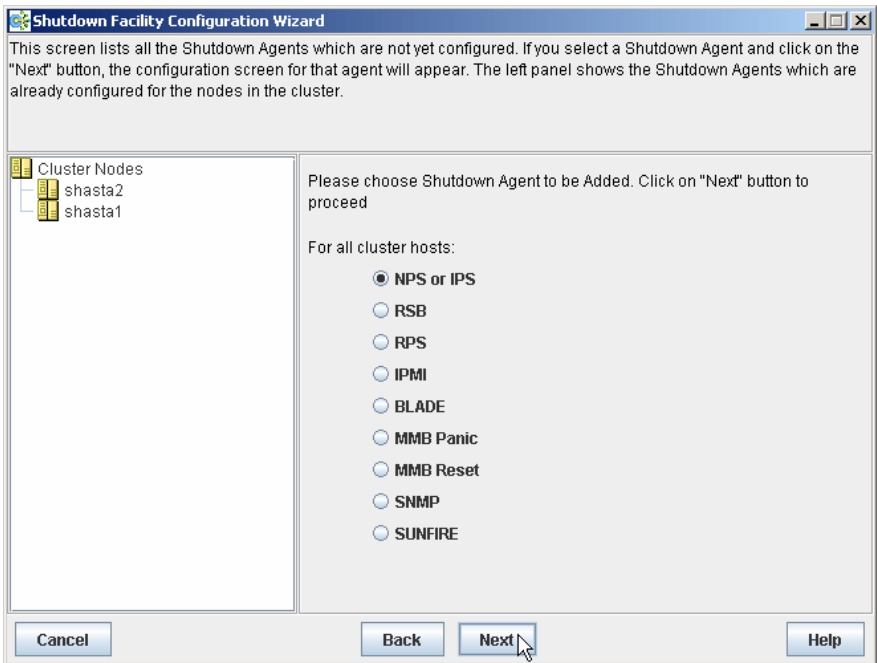 Shutdown Facility Configuration Wizard
This screen lists all the Shutdown Agents which are not yet configured. If you select a Shutdown Agent and click on the
"Next" button, the configuration screen for that agent will appear. The left panel shows the Shutdown Agents which are
already configured for the nodes in the cluster.
Cluster Nodes
shasta2
shasta1
Please choose Shutdown Agent to be Added. Click on "Next" button to
proceed
For all cluster hosts:
NPS or IPS
RSB
RPS
IPMI
BLADE
MMB Panic
MMB Reset
SNMP
SUNFIRE
Cancel
Back
Next
Help